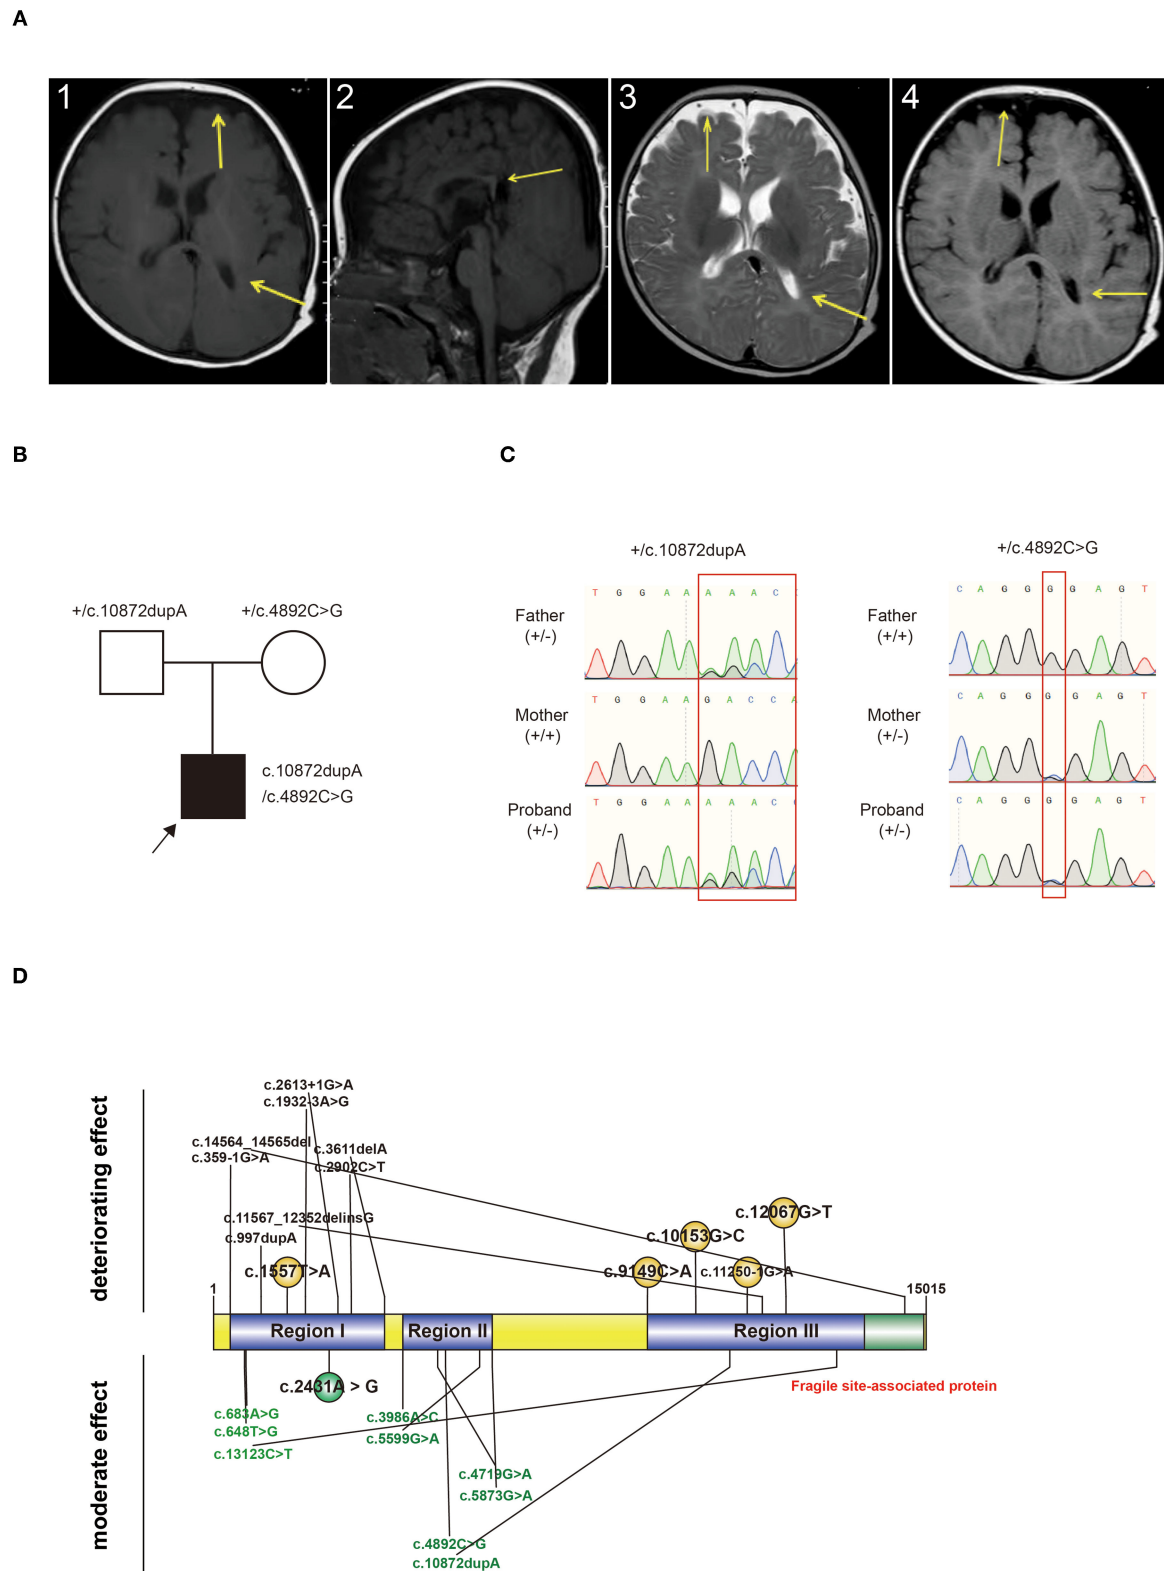 A
1
2
3
4
B
C
+/c.10872dupA
+/c.4892C>G
c.10872dupA
/c.4892C>G
+/c.10872dupA
+/c.4892C>G
Father
(+/-)
T G G A A A A A C
Father
(+/+)
C A G G G G A G T
Mother
(+/+)
T G G A A G A C C A
Mother
(+/-)
C A G G G G A G T
Proband
(+/-)
T G G A A A A A C C
Proband
(+/-)
C A G G G G A G T
D
deteriorating effect
c.2613+1G>A
c.1932-3A>G
c.14564_14565del
c.3611delA
c.359-1G>A
c.2902C>T
c.11567_12352delinsG
c.997dupA
c.1557T>A
c.12067G>T
c.10153G>C
c.9149C>A
c.11250-1G>A
1
15015
Region I
Region II
Region III
moderate effect
c.2431A > G
Fragile site-associated protein
c.683A>G
c.648T>G
c.13123C>T
c.3986A>C
c.5599G>A
c.4719G>A
c.5873G>A
c.4892C>G
c.10872dupA